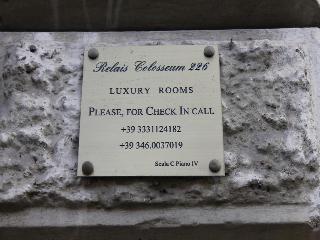 Relais Colosseum 226
LUXURY ROOMS
PLEASE, FOR CHECK IN CALL
+39 3331124182
+39 346.0037019
Scala C Piano IV